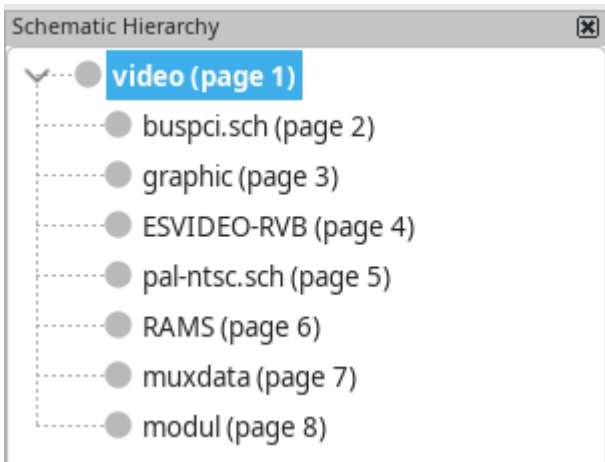 Schematic Hierarchy
video (page 1)
buspci.sch (page 2)
graphic (page 3)
ESVIDEO-RVB (page 4)
pal-ntsc.sch (page 5)
RAMS (page 6)
muxdata (page 7)
modul (page 8)